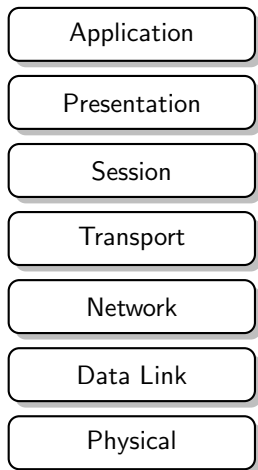 Application
Presentation
Session
Transport
Network
Data Link
Physical